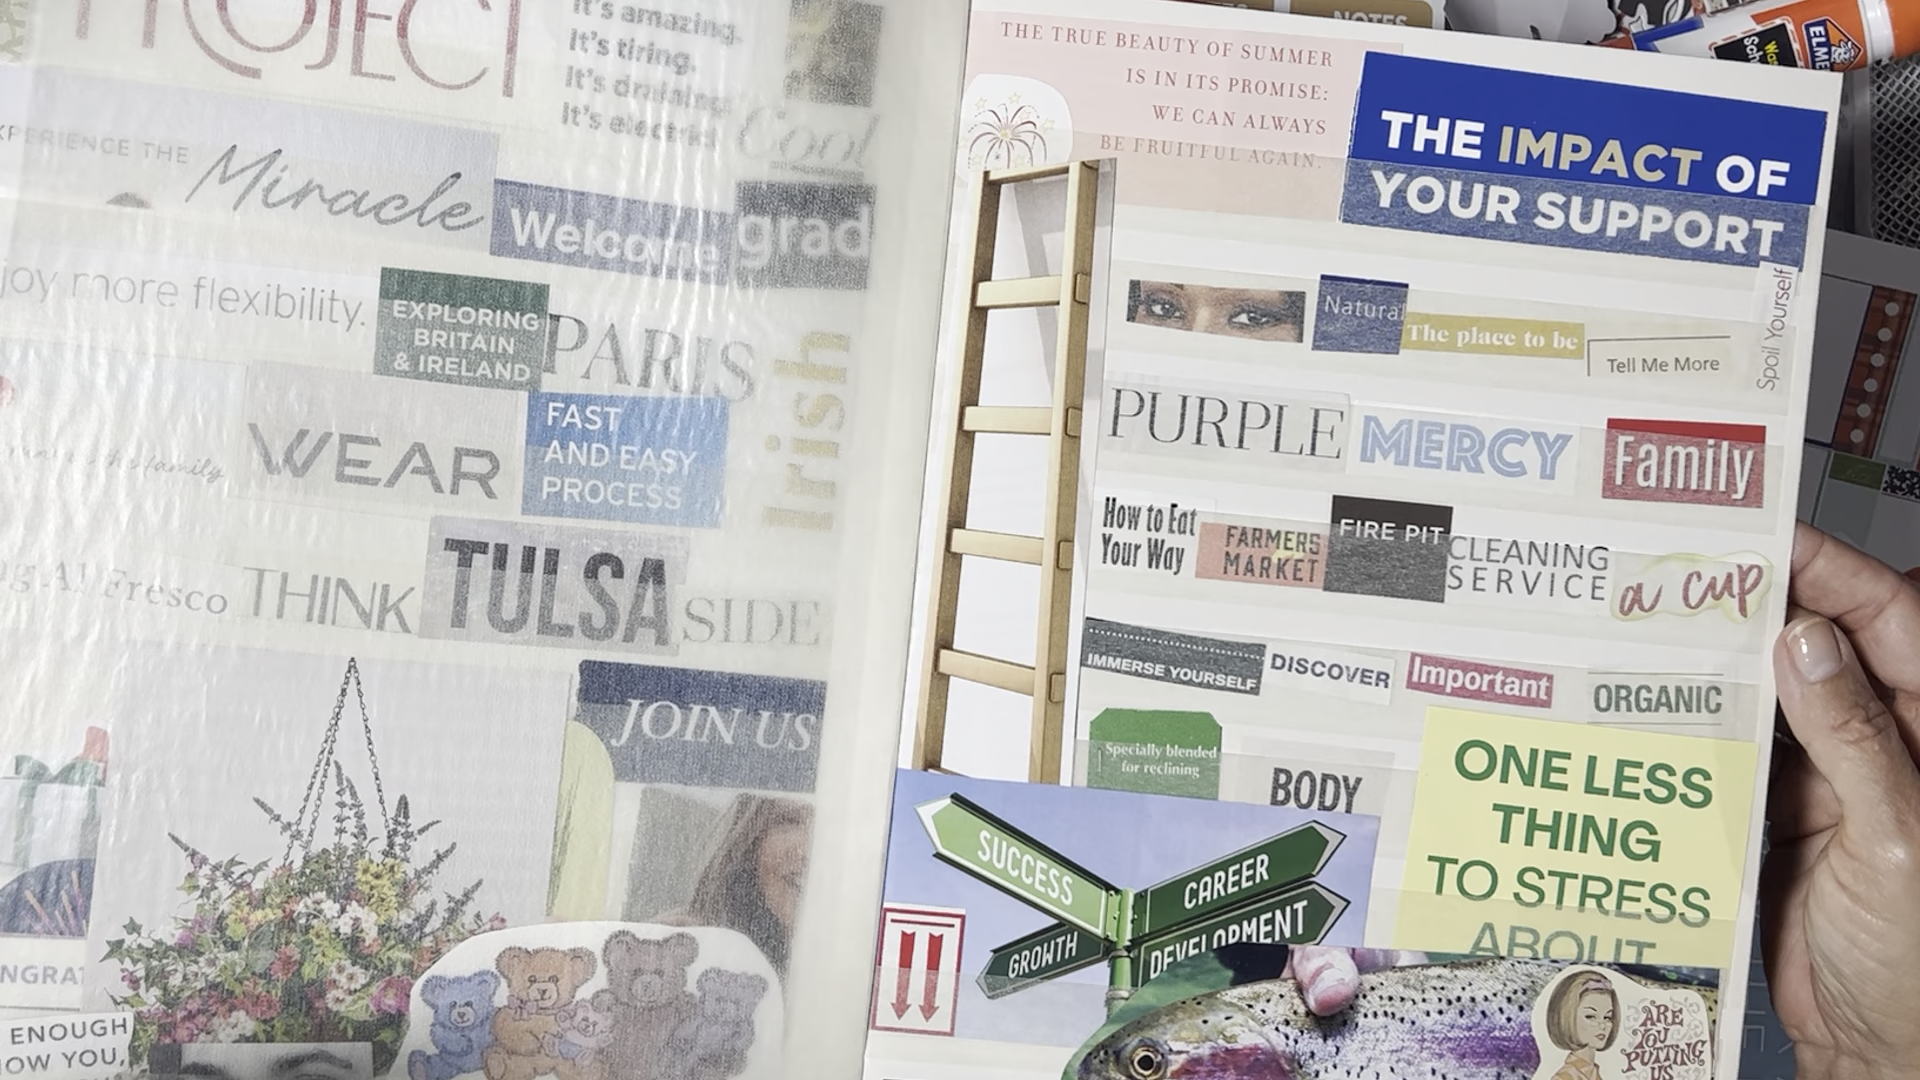 PROJECT
It's amazing.
It's tiring.
It's draining.
It's electric!
Cool
EXPERIENCE THE
Miracle
Welcome
grad
joy more flexibility.
EXPLORING
BRITAIN
& IRELAND
PARIS
Irish
the family
WEAR
FAST
AND EASY
PROCESS
Al Fresco
THINK
TULSA
SIDE
JOIN US
ENOUGH
YOU,
THE TRUE BEAUTY OF SUMMER
IS IN ITS PROMISE:
WE CAN ALWAYS
BE FRUITFUL AGAIN.
THE IMPACT OF
YOUR SUPPORT
Natural
The place to be
Tell Me More
Spoil Yourself
PURPLE
MERCY
Family
How to Eat
Your Way
FARMERS
MARKET
FIRE PIT
CLEANING
SERVICE
a cup
IMMERSE YOURSELF
DISCOVER
Important
ORGANIC
Specially blended
for reclining
BODY
ONE LESS
THING
TO STRESS
ABOUT
SUCCESS
CAREER
GROWTH
DEVELOPMENT
ARE
YOU
PUTTING
US
NOTES
ELME